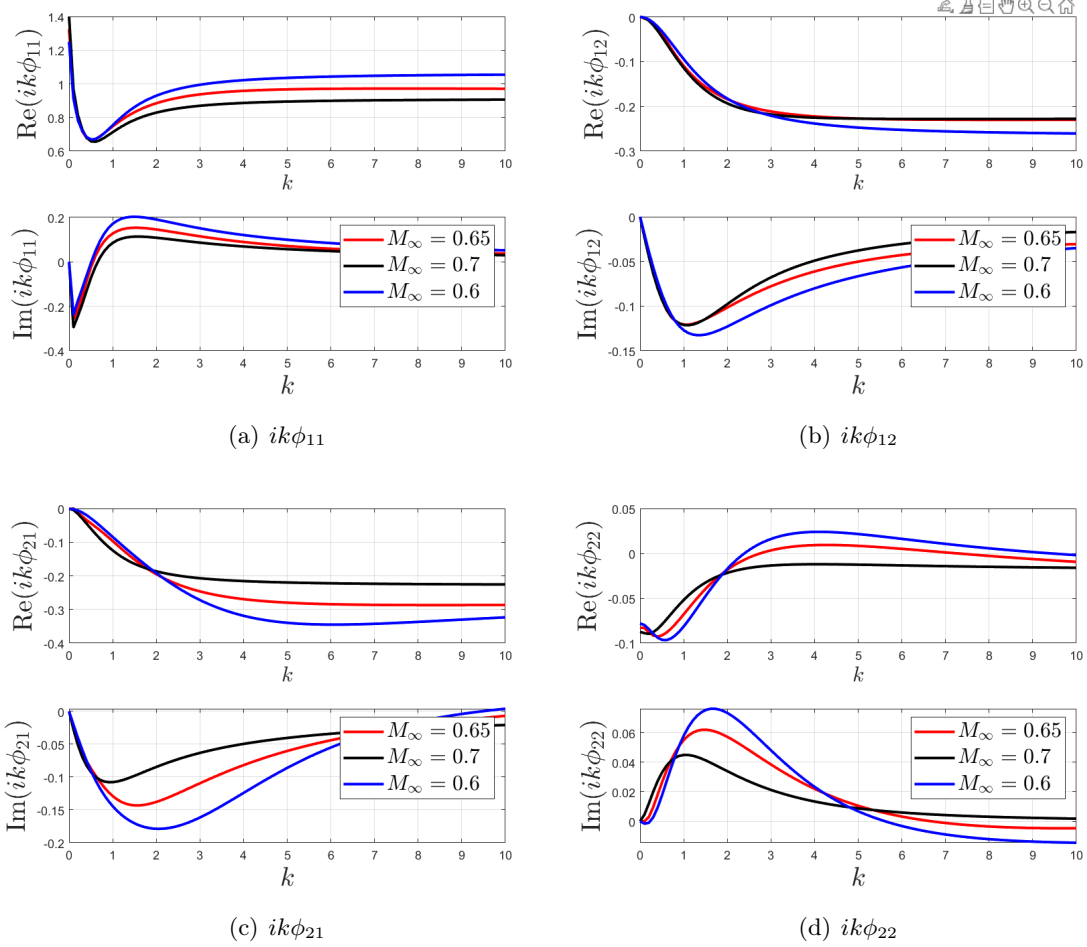 Re(ikϕ₁₁)
1.4
1.2
1
0.8
0.6
0 1 2 3 4 5 6 7 8 9 10
k
Re(ikϕ₁₂)
0
-0.1
-0.2
-0.3
0 1 2 3 4 5 6 7 8 9 10
k
Im(ikϕ₁₁)
0.2
0
-0.2
-0.4
0 1 2 3 4 5 6 7 8 9 10
k
M∞ = 0.65
M∞ = 0.7
M∞ = 0.6
Im(ikϕ₁₂)
0
-0.05
-0.1
-0.15
0 1 2 3 4 5 6 7 8 9 10
k
M∞ = 0.65
M∞ = 0.7
M∞ = 0.6
(a) ikϕ₁₁
(b) ikϕ₁₂
Re(ikϕ₂₁)
0
-0.1
-0.2
-0.3
-0.4
0 1 2 3 4 5 6 7 8 9 10
k
Re(ikϕ₂₂)
0.05
0
-0.05
-0.1
0 1 2 3 4 5 6 7 8 9 10
k
Im(ikϕ₂₁)
0
-0.05
-0.1
-0.15
-0.2
0 1 2 3 4 5 6 7 8 9 10
k
M∞ = 0.65
M∞ = 0.7
M∞ = 0.6
Im(ikϕ₂₂)
0.06
0.04
0.02
0
0 1 2 3 4 5 6 7 8 9 10
k
M∞ = 0.65
M∞ = 0.7
M∞ = 0.6
(c) ikϕ₂₁
(d) ikϕ₂₂